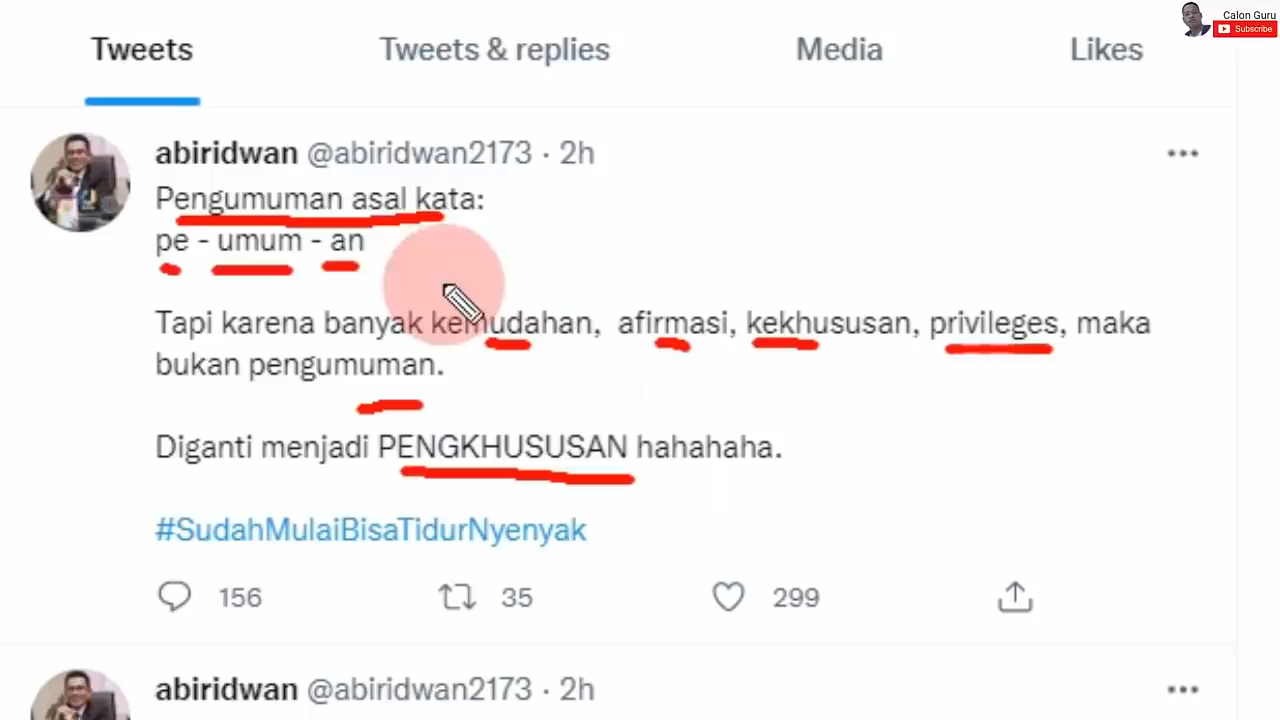 Calon Guru
Subscribe
Tweets Tweets & replies Media Likes
abiridwan @abiridwan2173 · 2h
Pengumuman asal kata:
pe - umum - an
Tapi karena banyak kemudahan, afirmasi, kekhususan, privileges, maka
bukan pengumuman.
Diganti menjadi PENGKHUSUSAN hahahaha.
#SudahMulaiBisaTidurNyenyak
156 35 299
abiridwan @abiridwan2173 · 2h